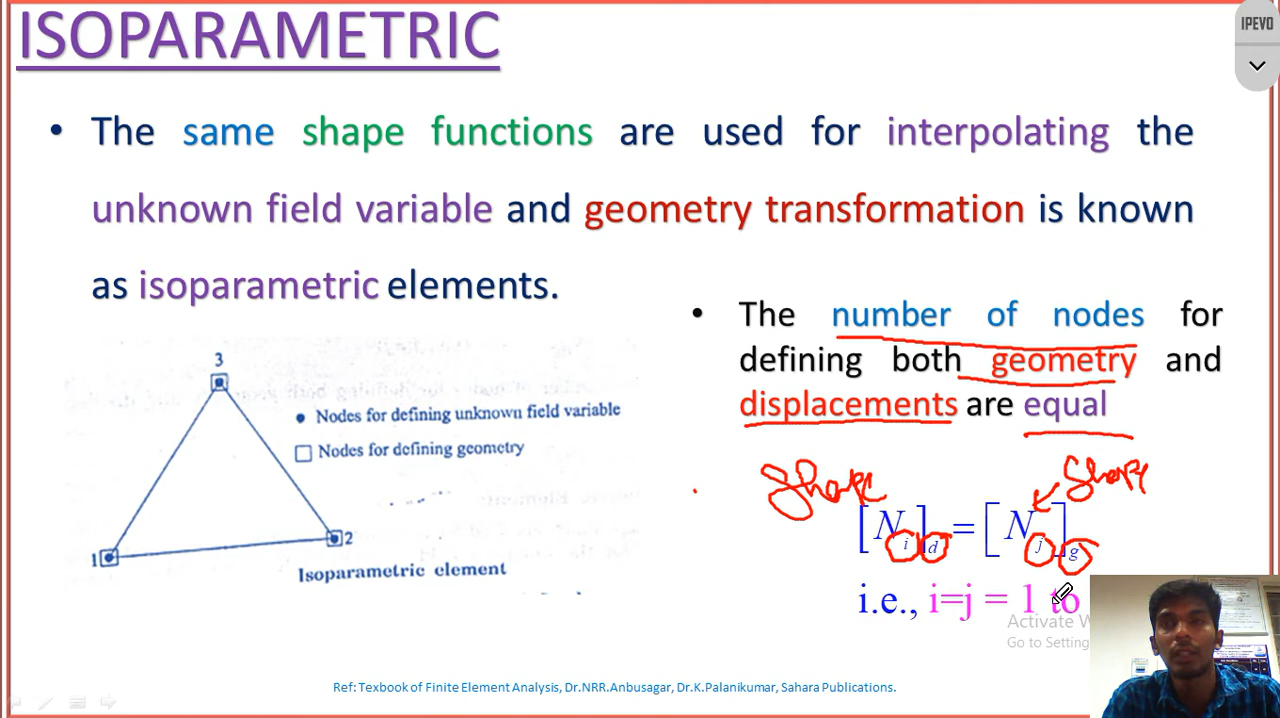 ISOPARAMETRIC
IPEVO
• The same shape functions are used for interpolating the
unknown field variable and geometry transformation is known
as isoparametric elements.
• The number of nodes for
defining both geometry and
displacements are equal
3
• Nodes for defining unknown field variable
□ Nodes for defining geometry
1
2
Isoparametric element
Shape
Shape
[N i] d = [N j] g
i.e., i=j = 1 to
Activate W
Go to Setting
Ref: Texbook of Finite Element Analysis, Dr.NRR.Anbusagar, Dr.K.Palanikumar, Sahara Publications.